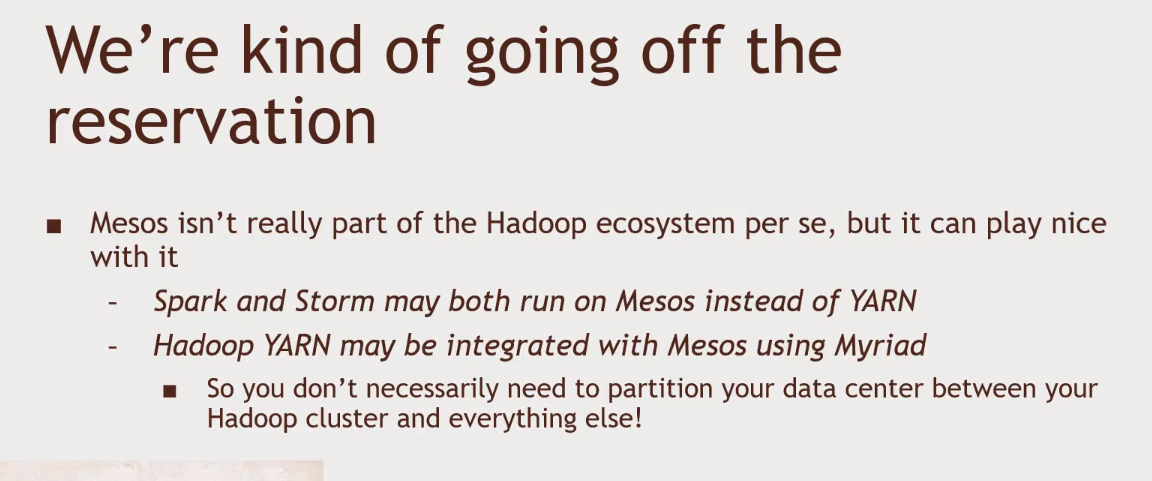 We’re kind of going off the
reservation
■ Mesos isn’t really part of the Hadoop ecosystem per se, but it can play nice
with it
– Spark and Storm may both run on Mesos instead of YARN
– Hadoop YARN may be integrated with Mesos using Myriad
■ So you don’t necessarily need to partition your data center between your
Hadoop cluster and everything else!